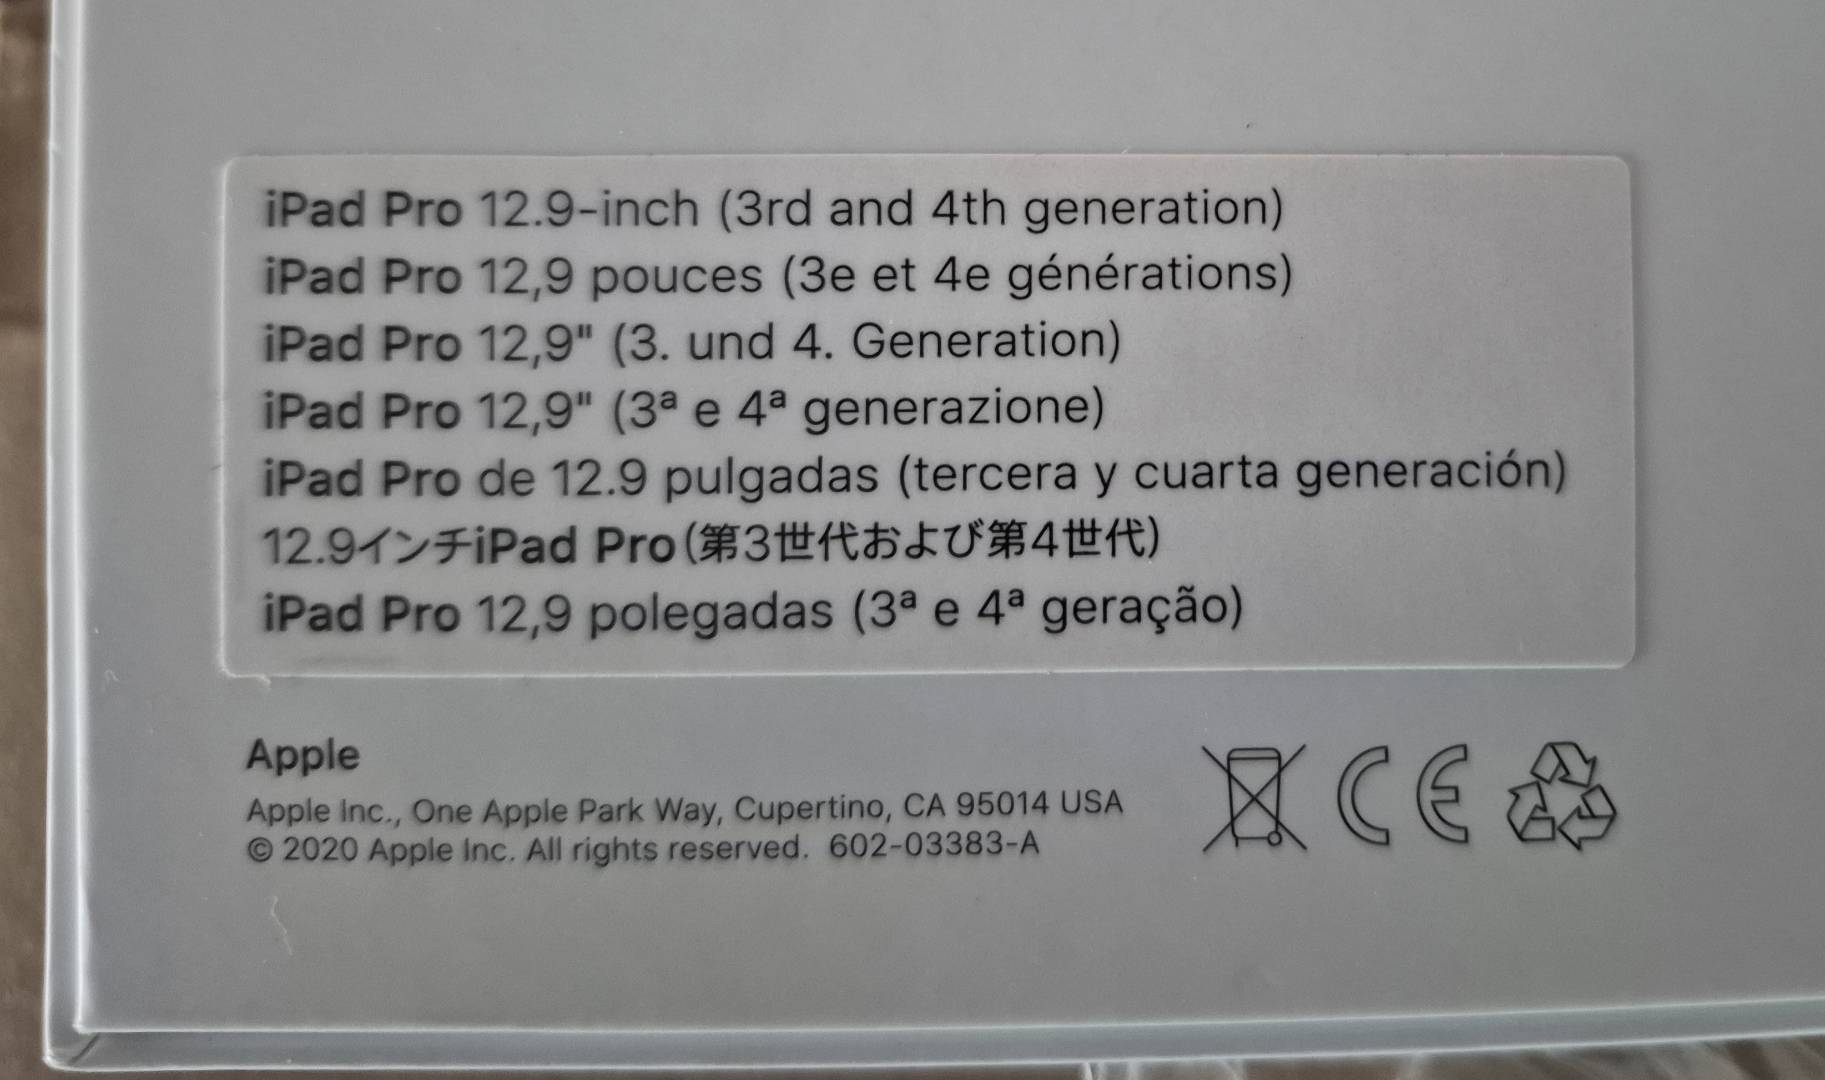 iPad Pro 12.9-inch (3rd and 4th generation)
iPad Pro 12,9 pouces (3e et 4e générations)
iPad Pro 12,9" (3. und 4. Generation)
iPad Pro 12,9" (3ª e 4ª generazione)
iPad Pro de 12.9 pulgadas (tercera y cuarta generación)
12.9インチiPad Pro(第3世代および第4世代)
iPad Pro 12,9 polegadas (3ª e 4ª geração)
Apple
Apple Inc., One Apple Park Way, Cupertino, CA 95014 USA
© 2020 Apple Inc. All rights reserved. 602-03383-A
CE